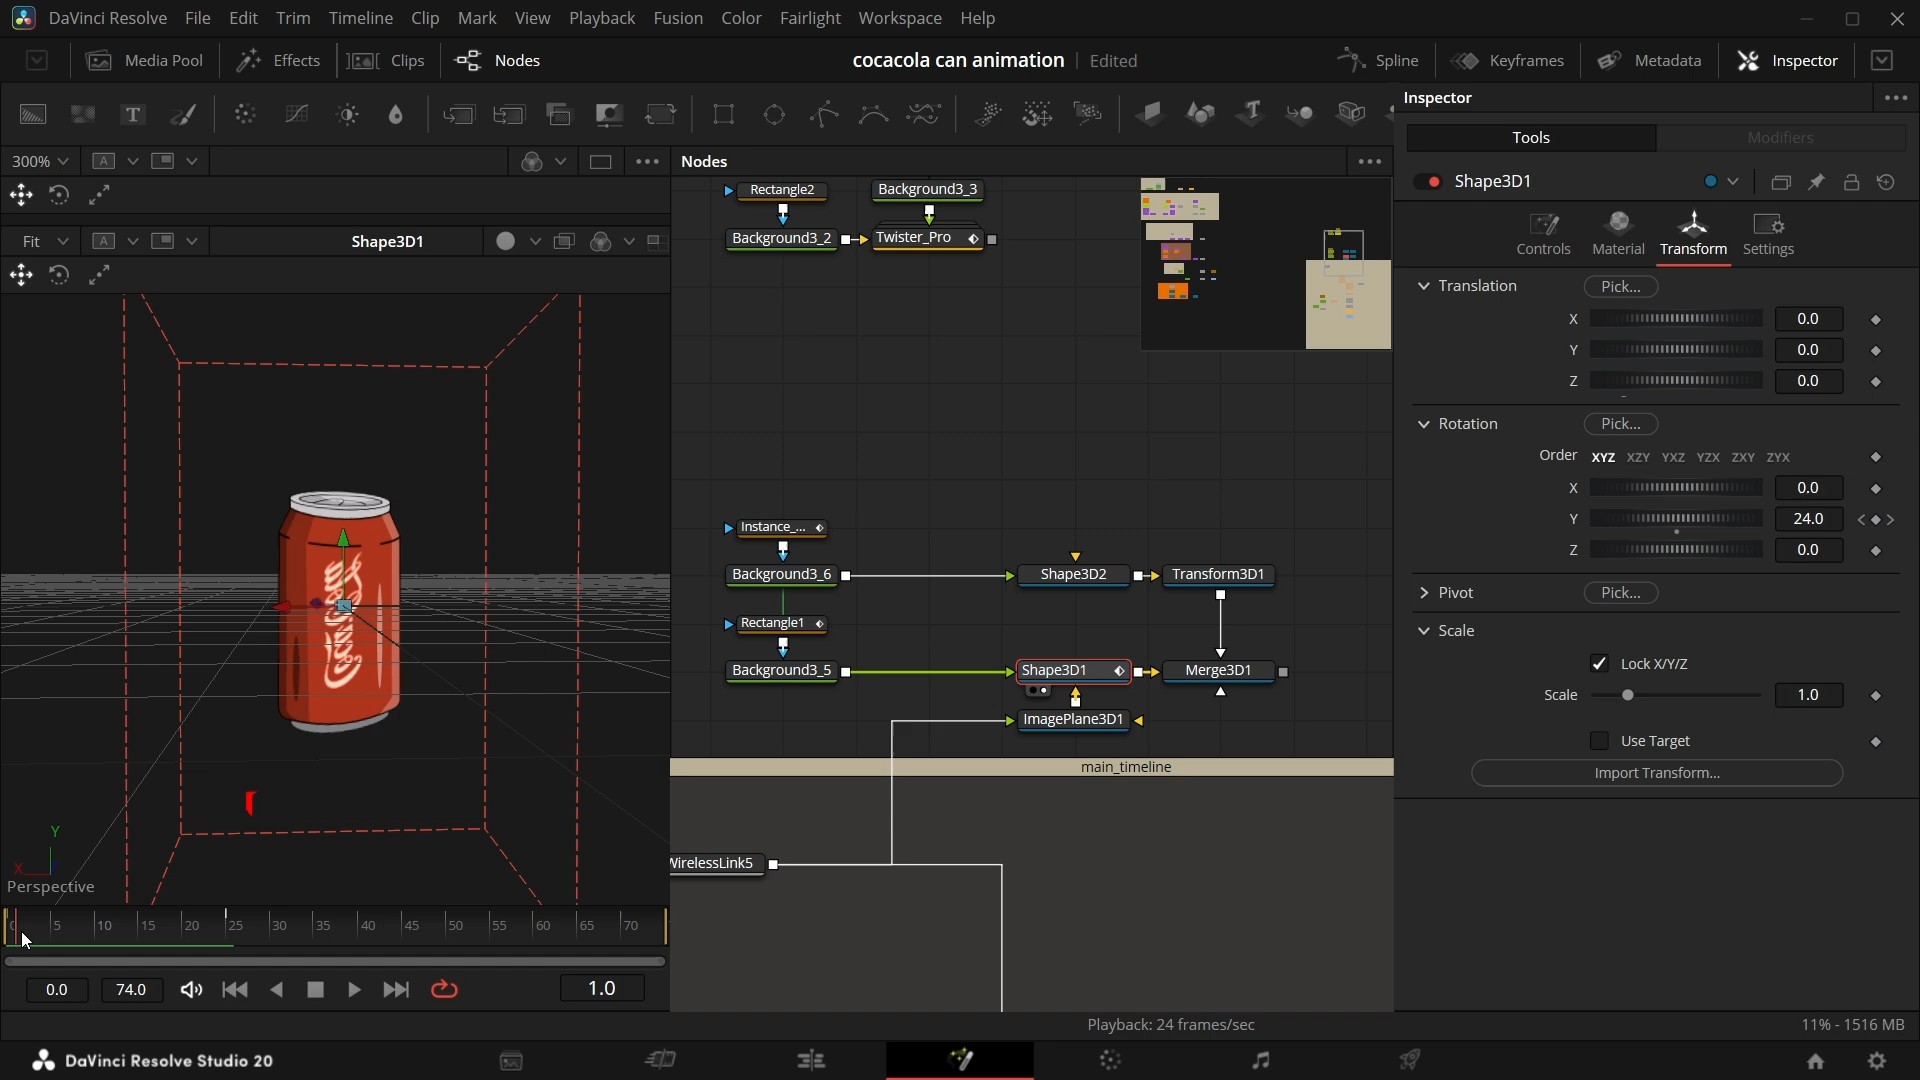 DaVinci Resolve File Edit Trim Timeline Clip Mark View Playback Fusion Color Fairlight Workspace Help
Media Pool Effects Clips Nodes cocacola can animation Edited Spline Keyframes Metadata Inspector
Inspector
Tools Modifiers
300% A Nodes
Shape3D1
Fit A Shape3D1
Controls Material Transform Settings
Rectangle2 Background3_3
Background3_2 Twister_Pro
Translation Pick...
X 0.0
Y 0.0
Z 0.0
Rotation Pick...
Order XYZ XZY YXZ YZX ZXY ZYX
X 0.0
Y 24.0
Z 0.0
Pivot Pick...
Scale
Lock X/Y/Z
Scale 1.0
Use Target
Import Transform...
Instance_...
Background3_6 Shape3D2 Transform3D1
Rectangle1
Background3_5 Shape3D1 Merge3D1
ImagePlane3D1
main_timeline
WirelessLink5
Y
X
Perspective
0 5 10 15 20 25 30 35 40 45 50 55 60 65 70
0.0 74.0 1.0
Playback: 24 frames/sec 11% - 1516 MB
DaVinci Resolve Studio 20